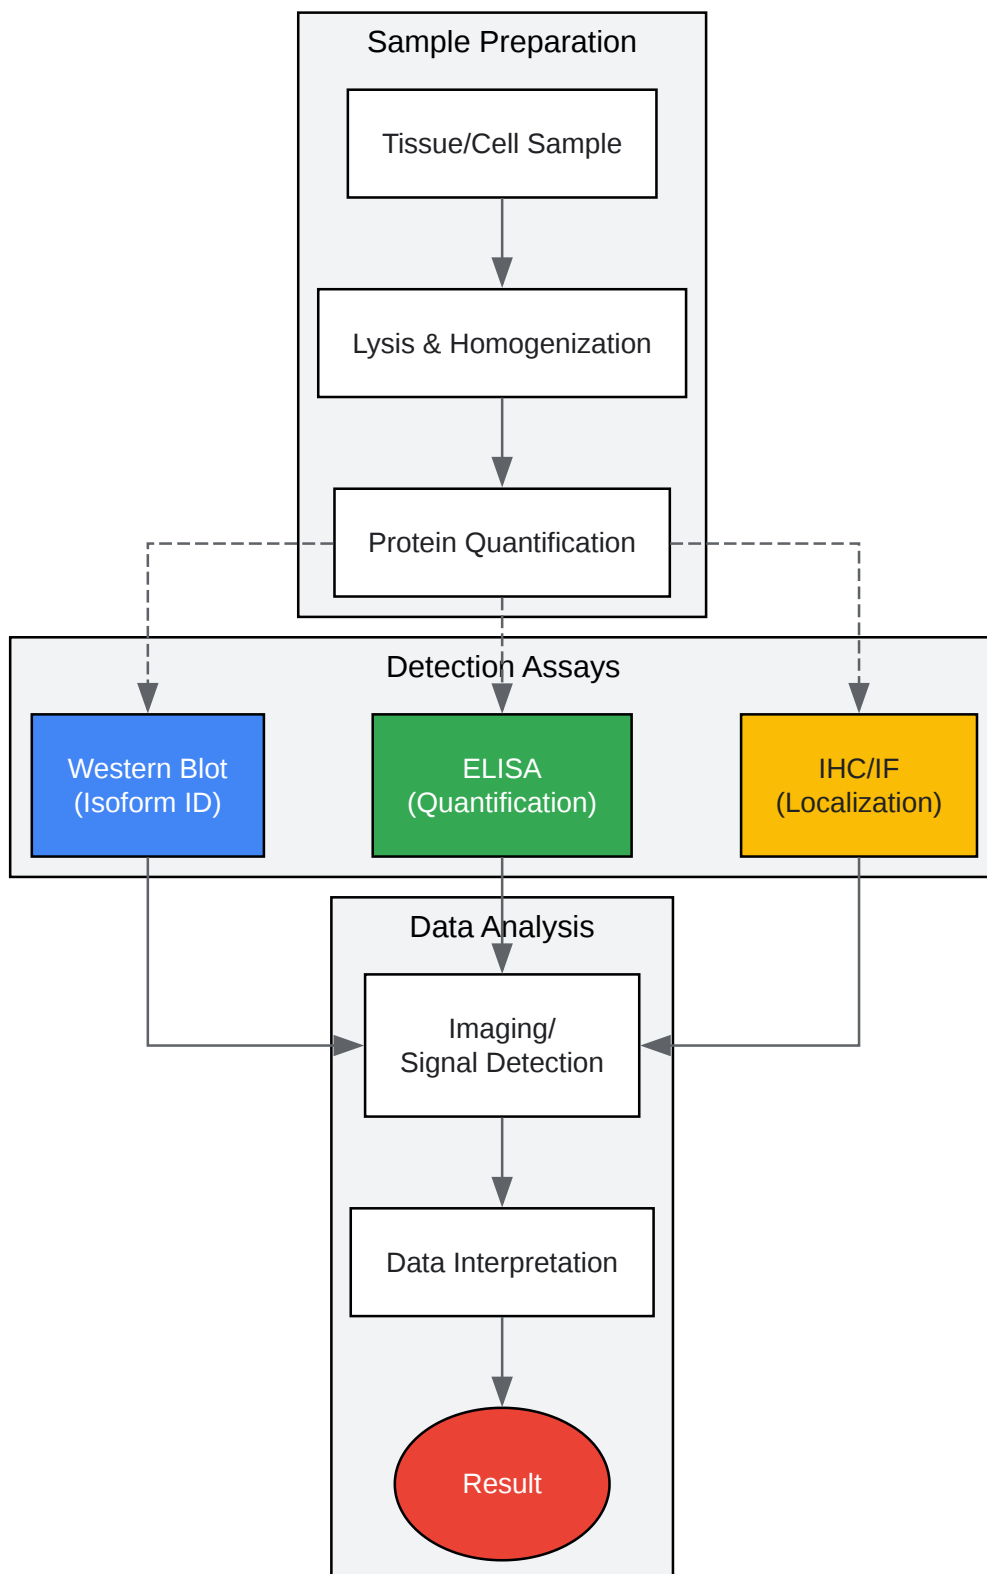 Sample Preparation
Tissue/Cell Sample
Lysis & Homogenization
Protein Quantification
Detection Assays
Western Blot
(Isoform ID)
ELISA
(Quantification)
IHC/IF
(Localization)
Data Analysis
Imaging/
Signal Detection
Data Interpretation
Result